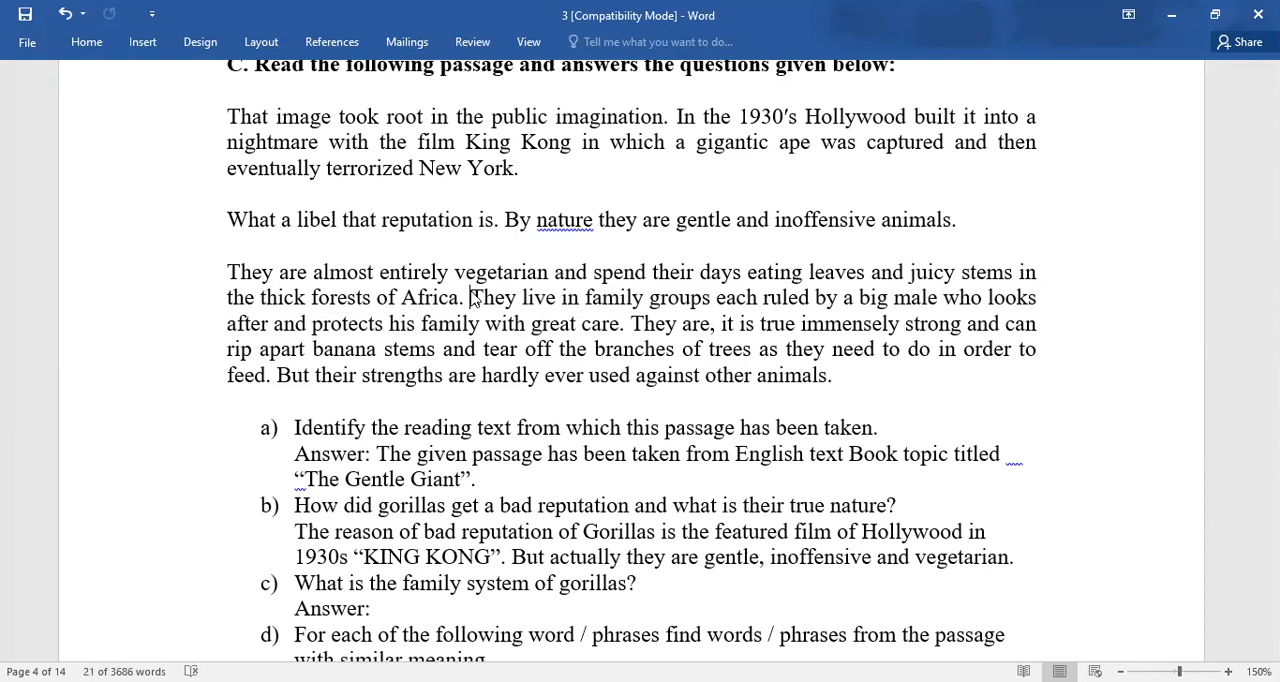 3 [Compatibility Mode] - Word
File Home Insert Design Layout References Mailings Review View Tell me what you want to do... Share
C. Read the following passage and answers the questions given below:
That image took root in the public imagination. In the 1930's Hollywood built it into a
nightmare with the film King Kong in which a gigantic ape was captured and then
eventually terrorized New York.
What a libel that reputation is. By nature they are gentle and inoffensive animals.
They are almost entirely vegetarian and spend their days eating leaves and juicy stems in
the thick forests of Africa. They live in family groups each ruled by a big male who looks
after and protects his family with great care. They are, it is true immensely strong and can
rip apart banana stems and tear off the branches of trees as they need to do in order to
feed. But their strengths are hardly ever used against other animals.
a) Identify the reading text from which this passage has been taken.
Answer: The given passage has been taken from English text Book topic titled
“The Gentle Giant”.
b) How did gorillas get a bad reputation and what is their true nature?
The reason of bad reputation of Gorillas is the featured film of Hollywood in
1930s “KING KONG”. But actually they are gentle, inoffensive and vegetarian.
c) What is the family system of gorillas?
Answer:
d) For each of the following word / phrases find words / phrases from the passage
with similar meaning.
Page 4 of 14 21 of 3686 words 150%